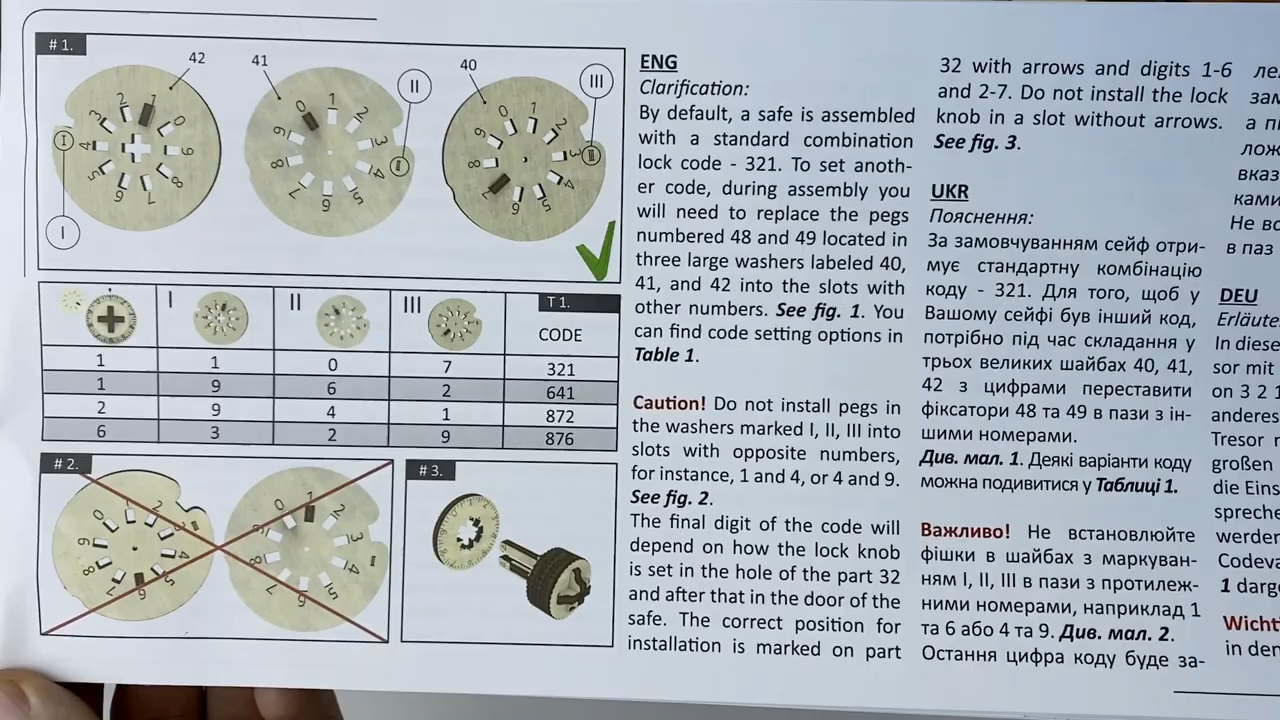 # 1.
42
41
40
II
III
I
ENG
Clarification:
By default, a safe is assembled
with a standard combination
lock code - 321. To set anoth-
er code, during assembly you
will need to replace the pegs
numbered 48 and 49 located in
three large washers labeled 40,
41, and 42 into the slots with
other numbers. See fig. 1. You
can find code setting options in
Table 1.
Caution! Do not install pegs in
the washers marked I, II, III into
slots with opposite numbers,
for instance, 1 and 4, or 4 and 9.
See fig. 2.
The final digit of the code will
depend on how the lock knob
is set in the hole of the part 32
and after that in the door of the
safe. The correct position for
installation is marked on part
32 with arrows and digits 1-6
and 2-7. Do not install the lock
knob in a slot without arrows.
See fig. 3.
UKR
Пояснення:
За замовчуванням сейф отри-
мує стандартну комбінацію
коду - 321. Для того, щоб у
Вашому сейфі був інший код,
потрібно під час складання у
трьох великих шайбах 40, 41,
42 з цифрами переставити
фіксатори 48 та 49 в пази з ін-
шими номерами.
Див. мал. 1. Деякі варіанти коду
можна подивитися у Таблиці 1.
Важливо! Не встановлюйте
фішки в шайбах з маркуван-
ням I, II, III в пази з протилеж-
ними номерами, наприклад 1
та 6 або 4 та 9. Див. мал. 2.
Остання цифра коду буде за-
I II III T 1.
CODE
1 1 0 7 321
1 9 6 2 641
2 9 4 1 872
6 3 2 9 876
# 2.
# 3.
Не
в паз
DEU
In diese
sor mit
on 3 2 1
anderes
Tresor
großen
die Eins
spreche
werden
1
in den